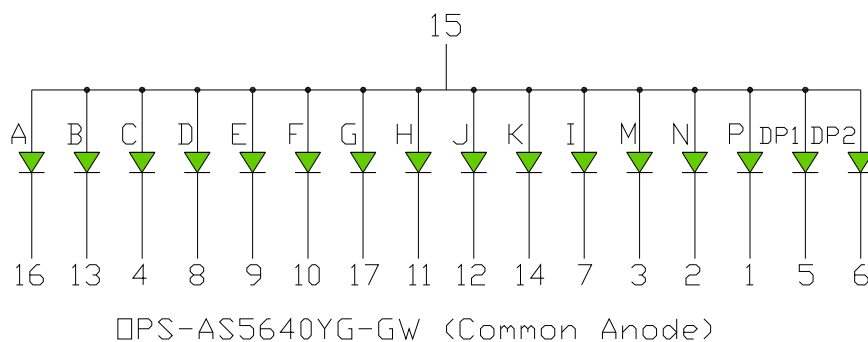 15
A B C D E F G H J K I M N P DP1 DP2
16 13 4 8 9 10 17 11 12 14 7 3 2 1 5 6
OPS-AS5640YG-GW (Common Anode)